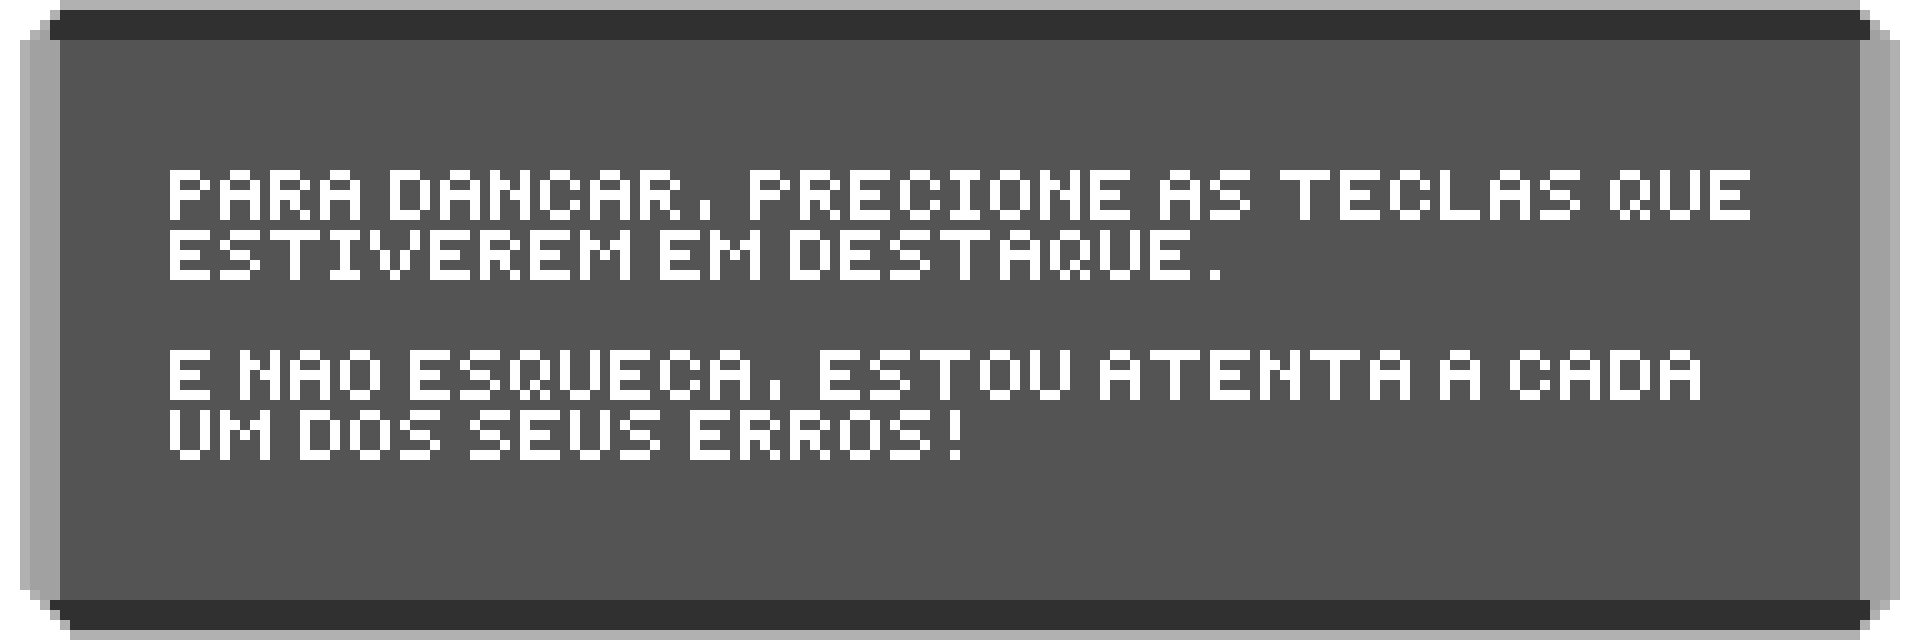 PARA DANCAR, PRECIONE AS TECLAS QUE
ESTIVEREM EM DESTAQUE.
E NAO ESQUECA, ESTOU ATENTA A CADA
UM DOS SEUS ERROS!